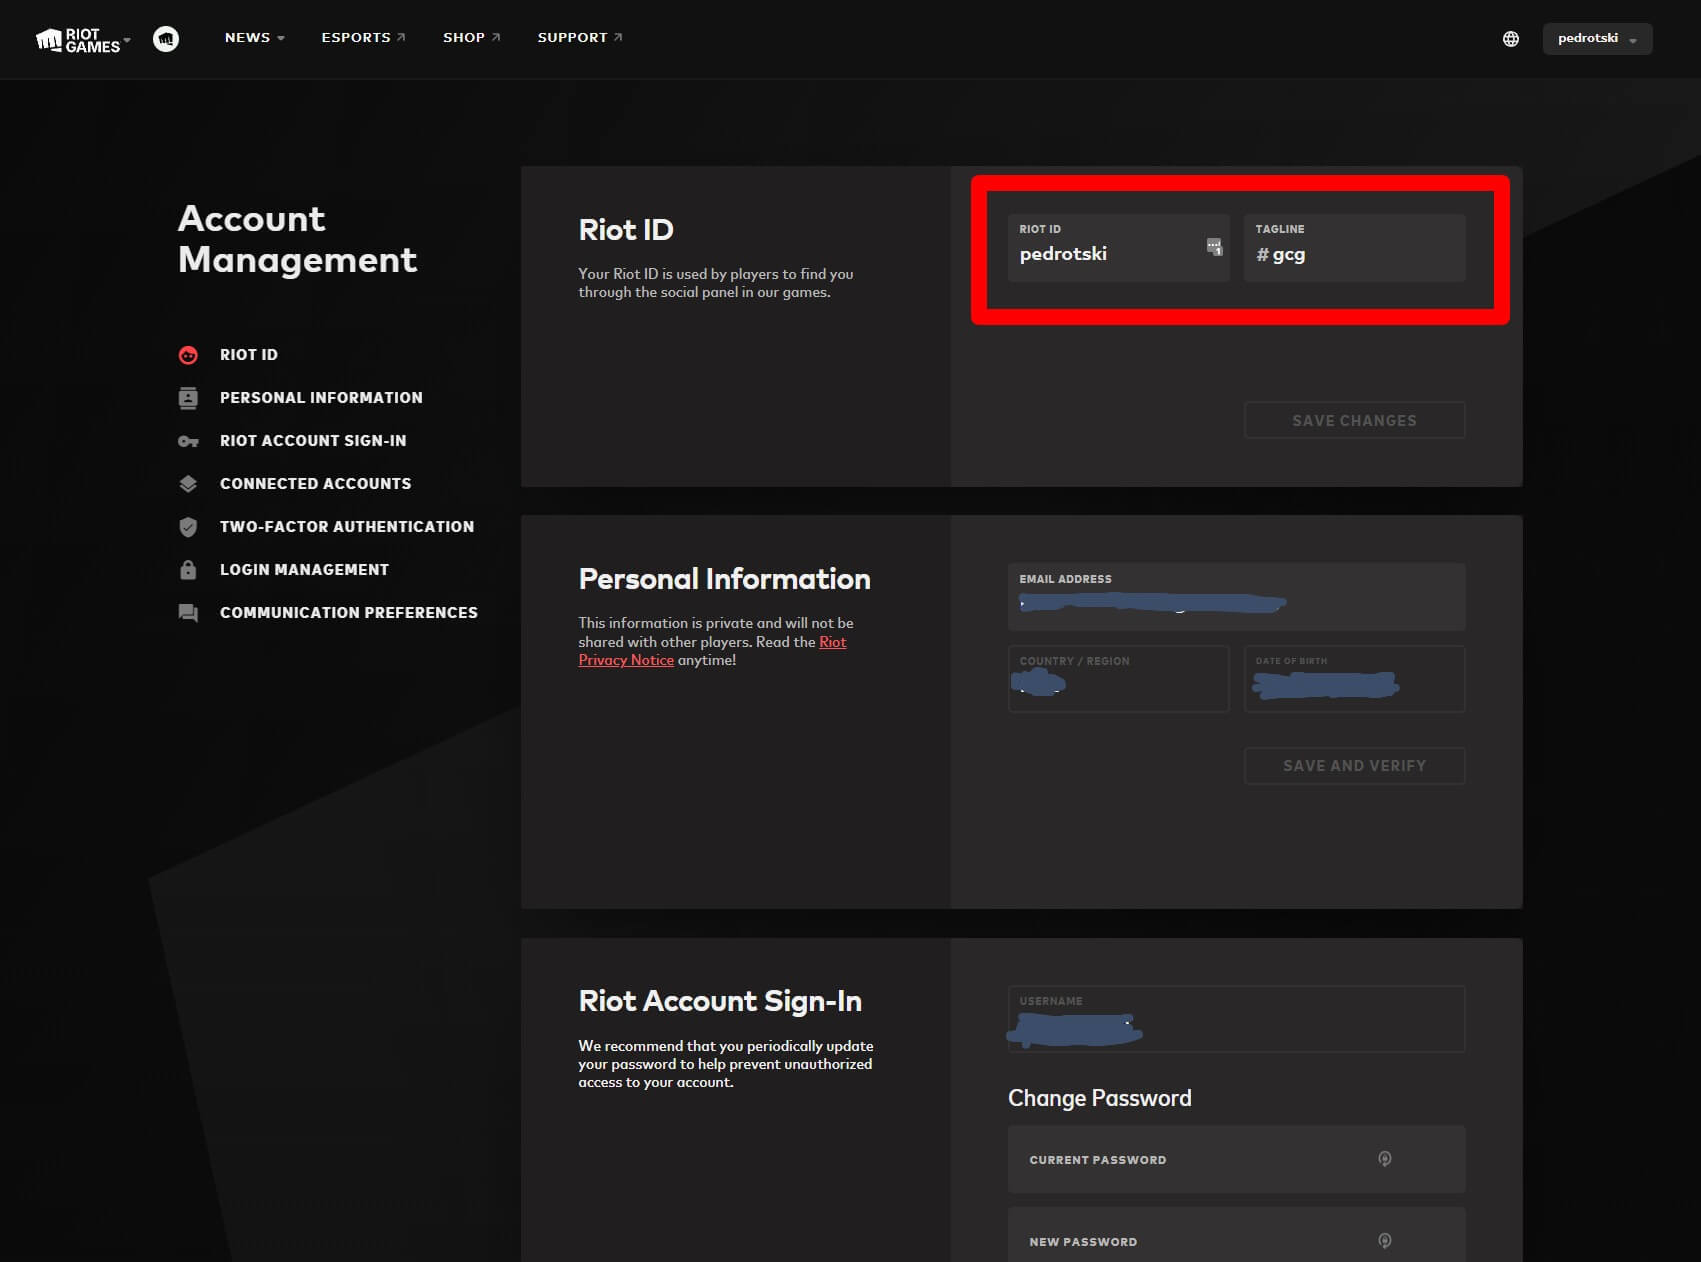 RIOT GAMES
NEWS
ESPORTS
SHOP
SUPPORT
pedrotski
Account
Management
RIOT ID
PERSONAL INFORMATION
RIOT ACCOUNT SIGN-IN
CONNECTED ACCOUNTS
TWO-FACTOR AUTHENTICATION
LOGIN MANAGEMENT
COMMUNICATION PREFERENCES
Riot ID
Your Riot ID is used by players to find you
through the social panel in our games.
RIOT ID
pedrotski
TAGLINE
#gcg
SAVE CHANGES
Personal Information
This information is private and will not be
shared with other players. Read the Riot
Privacy Notice anytime!
EMAIL ADDRESS
COUNTRY / REGION
DATE OF BIRTH
SAVE AND VERIFY
Riot Account Sign-In
We recommend that you periodically update
your password to help prevent unauthorized
access to your account.
USERNAME
Change Password
CURRENT PASSWORD
NEW PASSWORD